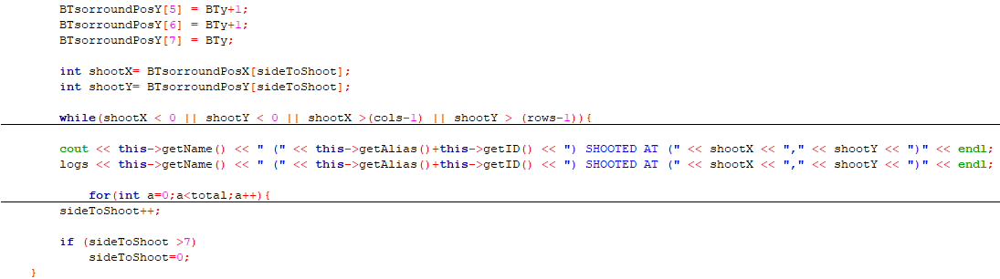 BTsorroundPosY[5] = BTy+1;
BTsorroundPosY[6] = BTy+1;
BTsorroundPosY[7] = BTy;
int shootX= BTsorroundPosX[sideToShoot];
int shootY= BTsorroundPosY[sideToShoot];
while(shootX < 0 || shootY < 0 || shootX >(cols-1) || shootY > (rows-1)){
cout << this->getName() << " (" << this->getAlias()+this->getID() << ") SHOOTED AT (" << shootX << "," << shootY << ")" << endl;
logs << this->getName() << " (" << this->getAlias()+this->getID() << ") SHOOTED AT (" << shootX << "," << shootY << ")" << endl;
for(int a=0;a<total;a++){
sideToShoot++;
if (sideToShoot >7)
sideToShoot=0;
}